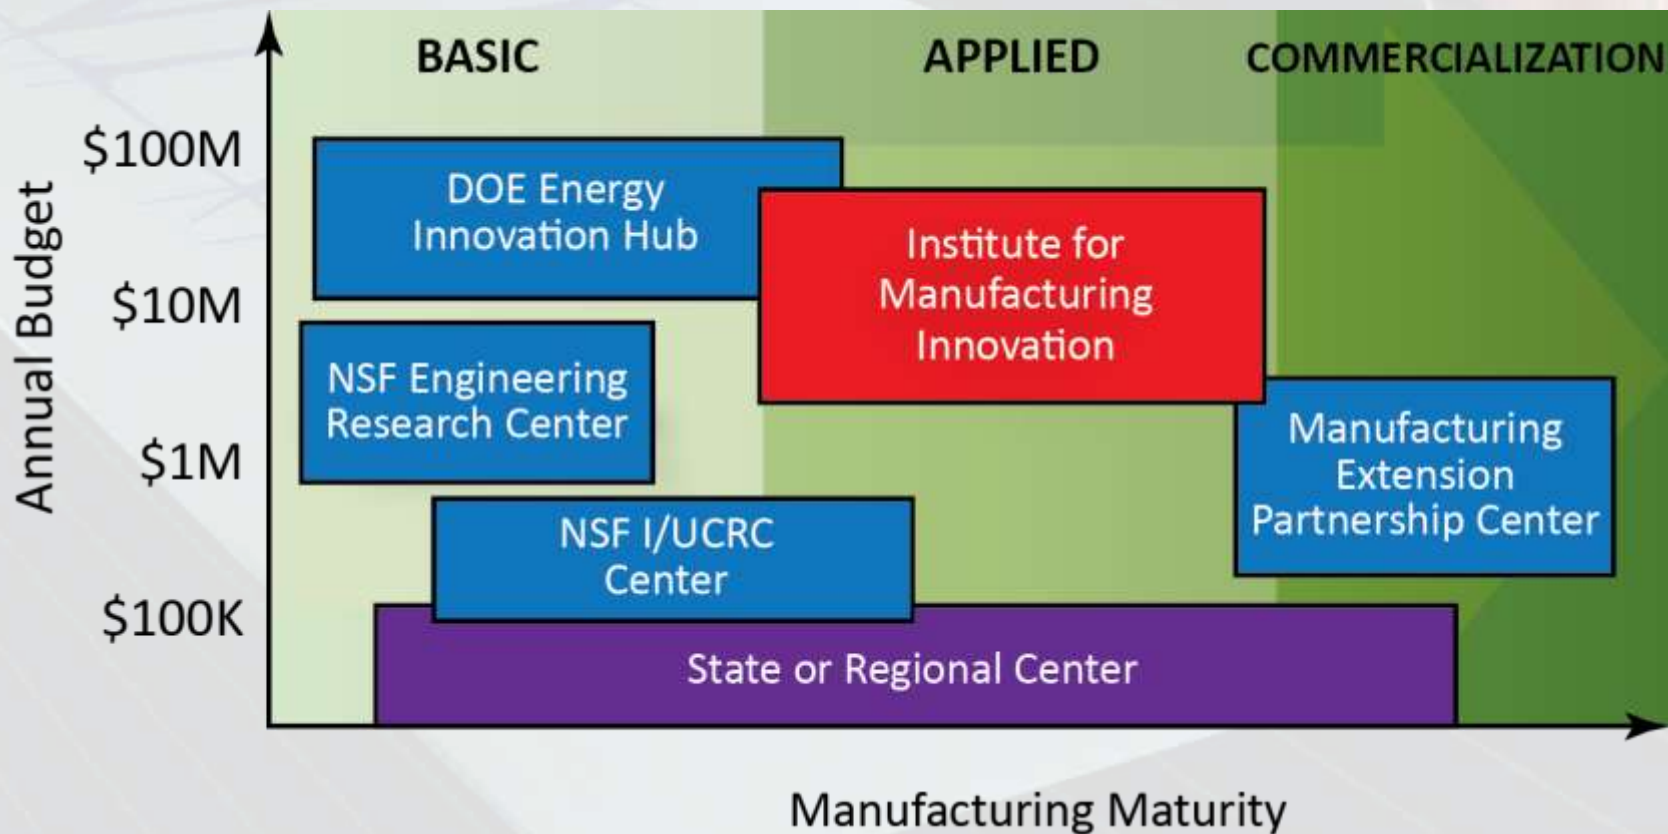 BASIC
APPLIED
COMMERCIALIZATION
Annual Budget
$100M
$10M
$1M
$100K
DOE Energy
Innovation Hub
Institute for
Manufacturing
Innovation
NSF Engineering
Research Center
Manufacturing
Extension
Partnership Center
NSF I/UCRC
Center
State or Regional Center
Manufacturing Maturity